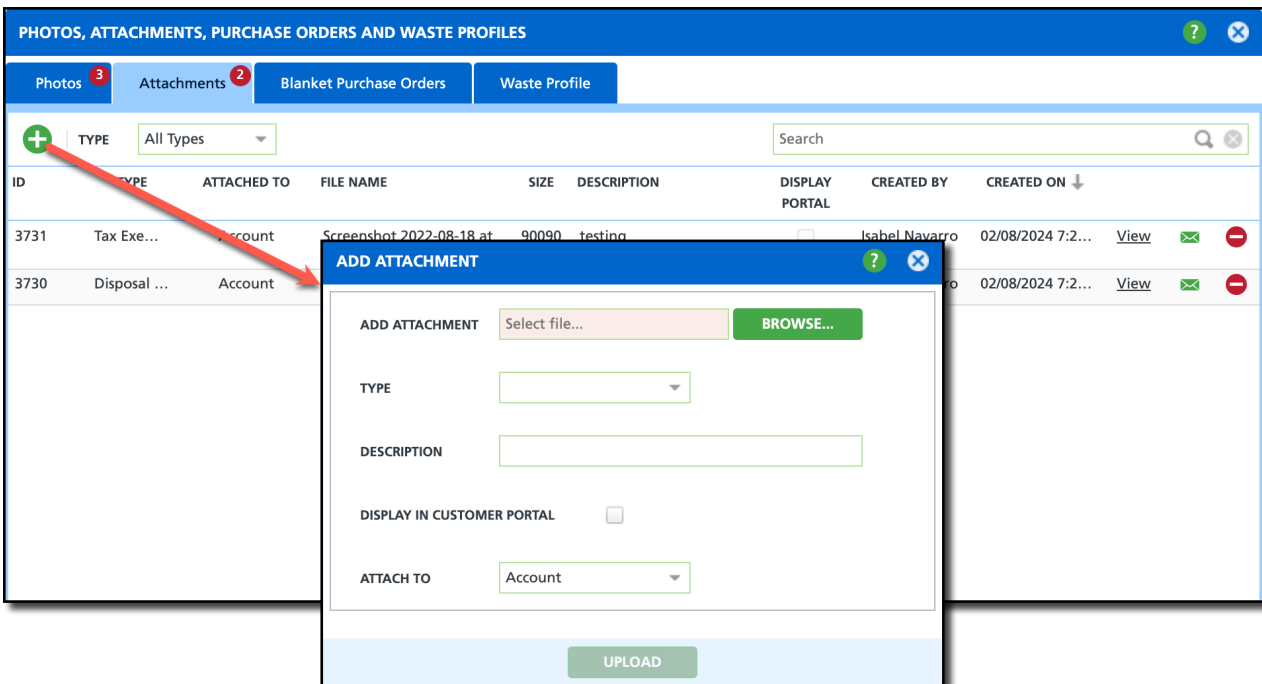 PHOTOS, ATTACHMENTS, PURCHASE ORDERS AND WASTE PROFILES ?
Photos 3 Attachments 2 Blanket Purchase Orders Waste Profile
TYPE All Types Search
ID TYPE ATTACHED TO FILE NAME SIZE DESCRIPTION DISPLAY PORTAL CREATED BY CREATED ON
3731 Tax Exe... Account Screenshot 2022-08-18 at 90090 testing Isabel Navarro 02/08/2024 7:2... View
3730 Disposal ... Account ro 02/08/2024 7:2... View
ADD ATTACHMENT ?
ADD ATTACHMENT Select file... BROWSE...
TYPE
DESCRIPTION
DISPLAY IN CUSTOMER PORTAL
ATTACH TO Account
UPLOAD